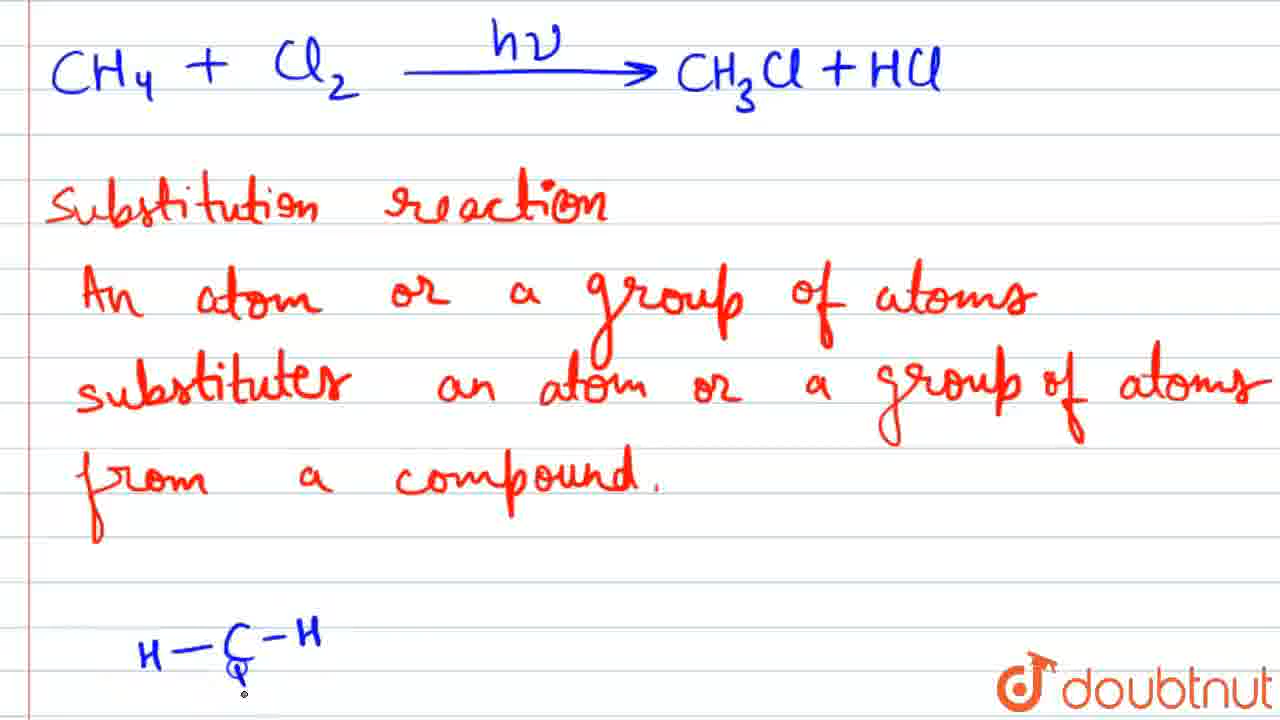 CH₄ + Cl₂ —hν→ CH₃Cl + HCl
Substitution reaction
An atom or a group of atoms
substitutes an atom or a group of atoms
from a compound.
H — C — H
doubtnut